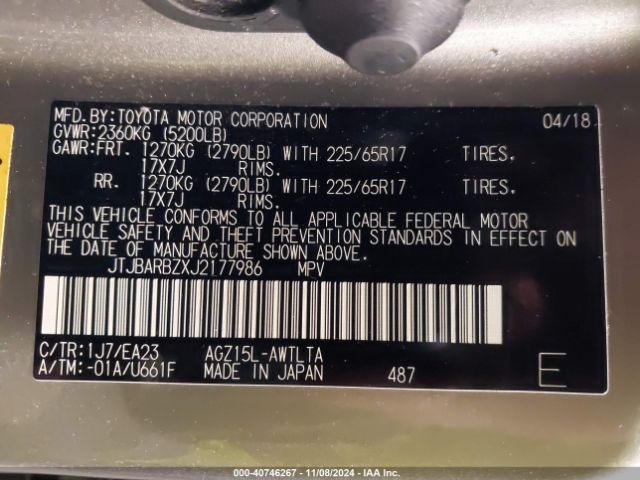 MFD.BY:TOYOTA MOTOR CORPORATION 04/18
GVWR:2360KG (5200LB)
GAWR:FRT. 1270KG (2790LB) WITH 225/65R17 TIRES,
17X7J RIMS.
RR. 1270KG (2790LB) WITH 225/65R17 TIRES,
17X7J RIMS.
THIS VEHICLE CONFORMS TO ALL APPLICABLE FEDERAL MOTOR
VEHICLE SAFETY AND THEFT PREVENTION STANDARDS IN EFFECT ON
THE DATE OF MANUFACTURE SHOWN ABOVE.
JTJBARBZXJ2177986 MPV
C/TR:1J7/EA23 AGZ15L-AWTLTA
A/TM:-01A/U661F MADE IN JAPAN 487 E
000-40746267 - 11/08/2024 - IAA Inc.